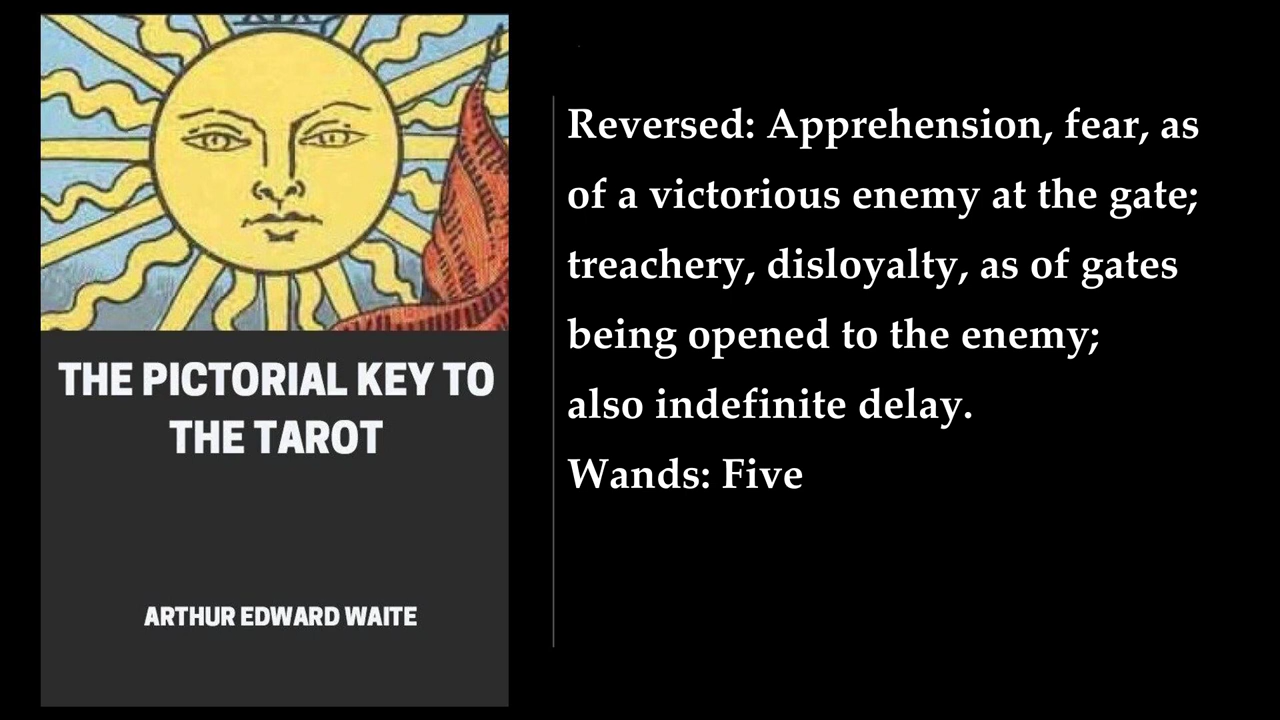 THE PICTORIAL KEY TO
THE TAROT
ARTHUR EDWARD WAITE
Reversed: Apprehension, fear, as
of a victorious enemy at the gate;
treachery, disloyalty, as of gates
being opened to the enemy;
also indefinite delay.
Wands: Five